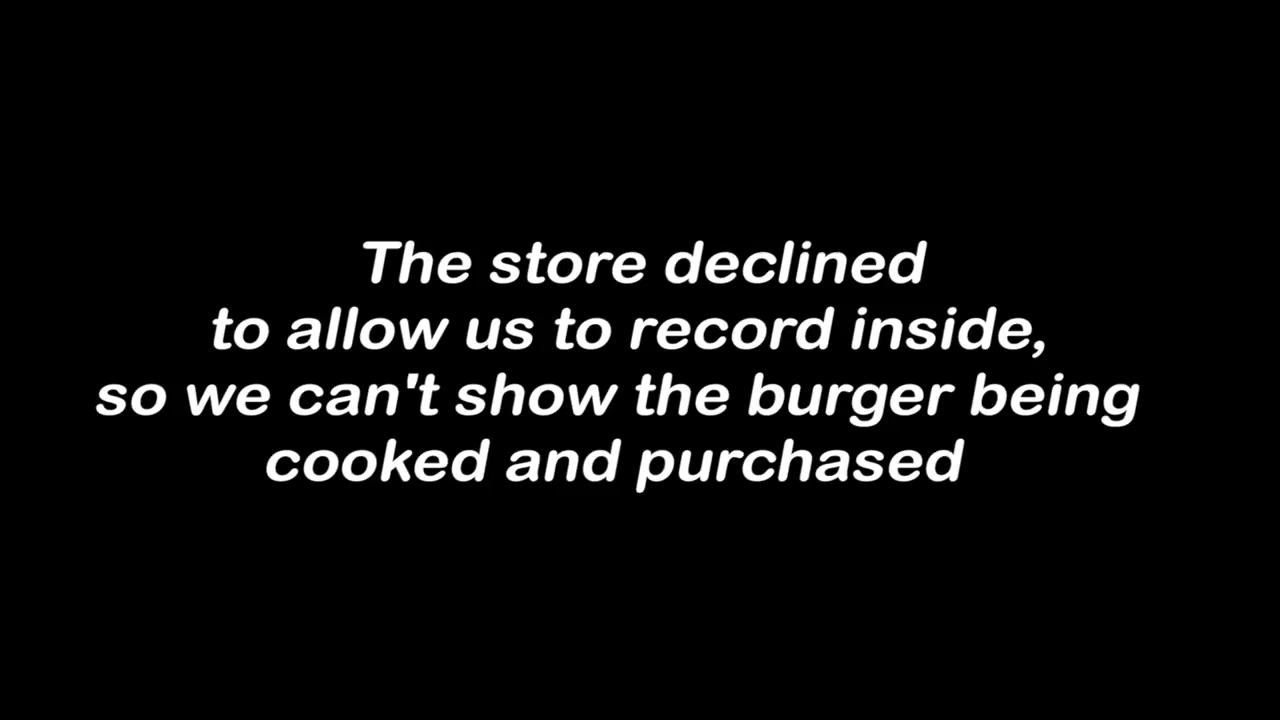 The store declined
to allow us to record inside,
so we can't show the burger being
cooked and purchased